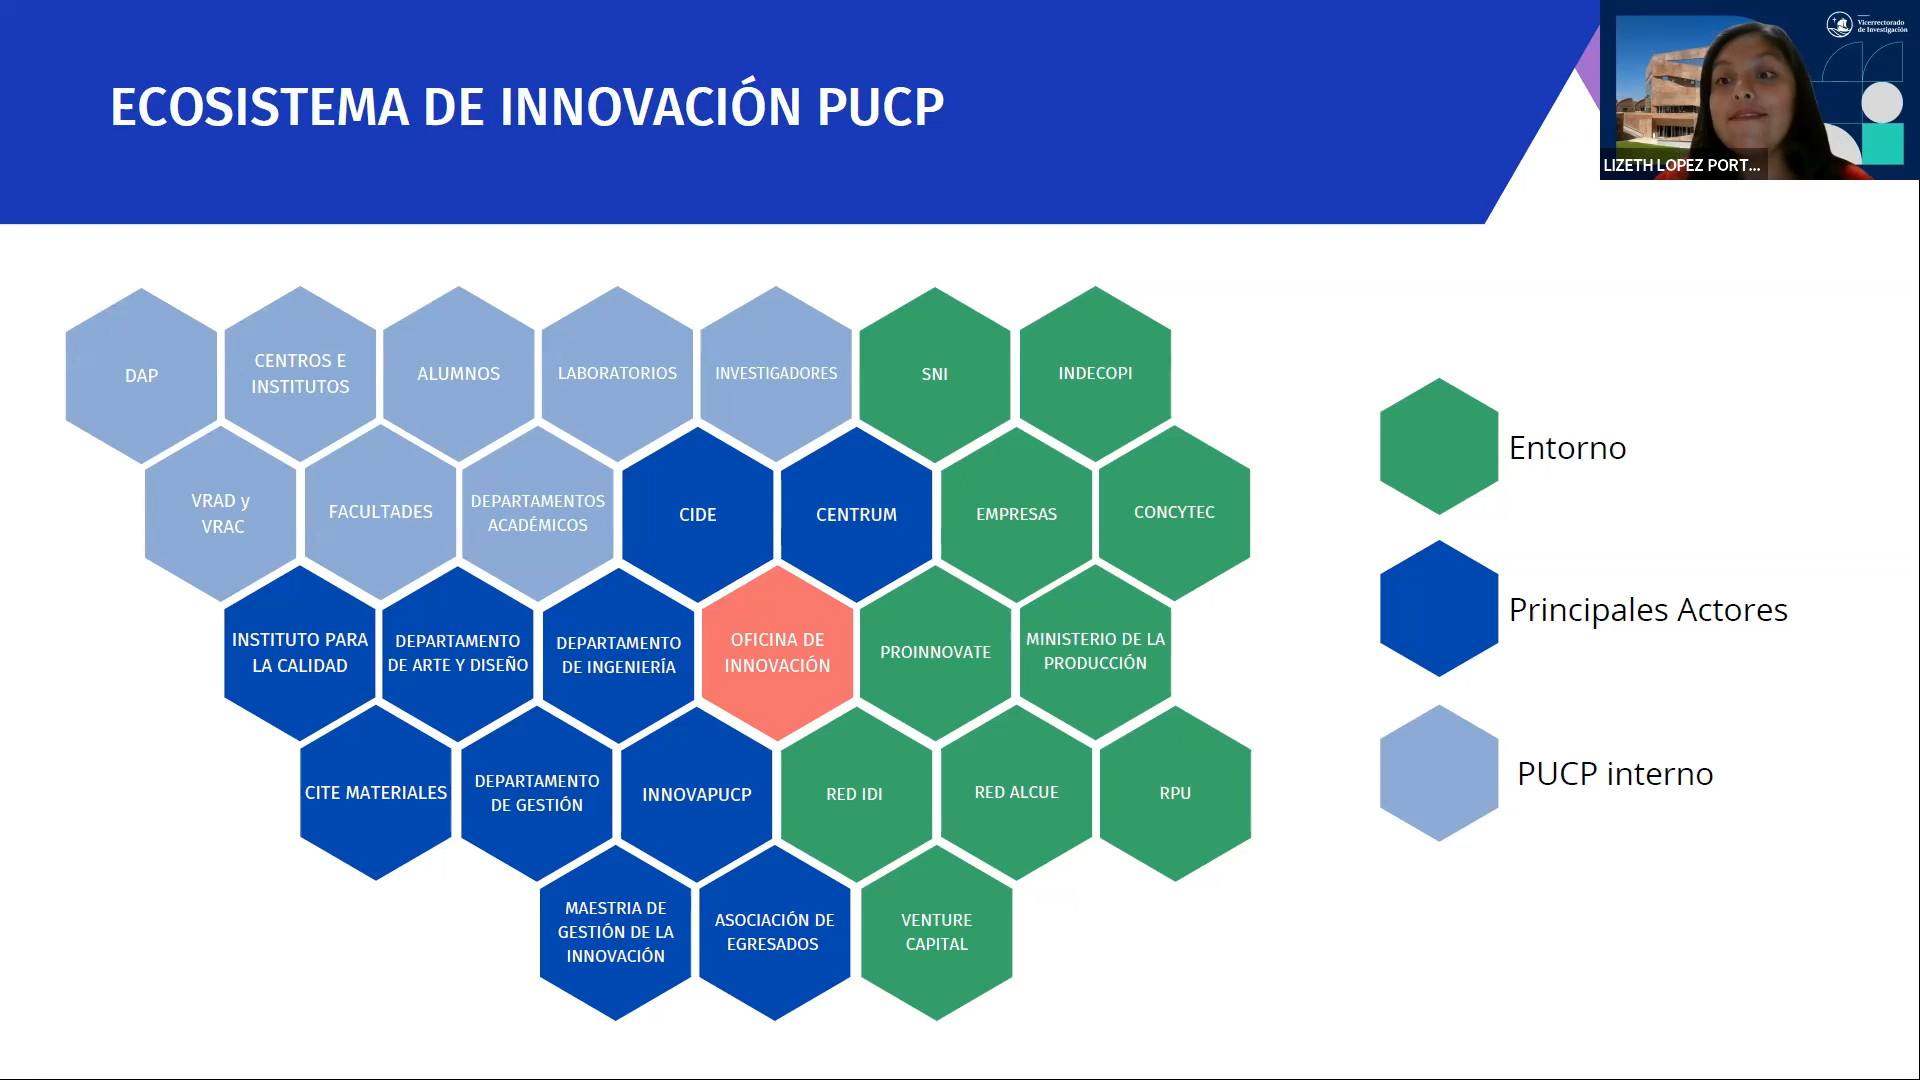 ECOSISTEMA DE INNOVACIÓN PUCP
Vicerrectorado
de Investigación
LIZETH LOPEZ PORT...
DAP
CENTROS E
INSTITUTOS
ALUMNOS
LABORATORIOS
INVESTIGADORES
SNI
INDECOPI
VRAD y
VRAC
FACULTADES
DEPARTAMENTOS
ACADÉMICOS
CIDE
CENTRUM
EMPRESAS
CONCYTEC
INSTITUTO PARA
LA CALIDAD
DEPARTAMENTO
DE ARTE Y DISEÑO
DEPARTAMENTO
DE INGENIERÍA
OFICINA DE
INNOVACIÓN
PROINNOVATE
MINISTERIO DE LA
PRODUCCIÓN
CITE MATERIALES
DEPARTAMENTO
DE GESTIÓN
INNOVAPUCP
RED IDI
RED ALCUE
RPU
MAESTRIA DE
GESTIÓN DE LA
INNOVACIÓN
ASOCIACIÓN DE
EGRESADOS
VENTURE
CAPITAL
Entorno
Principales Actores
PUCP interno